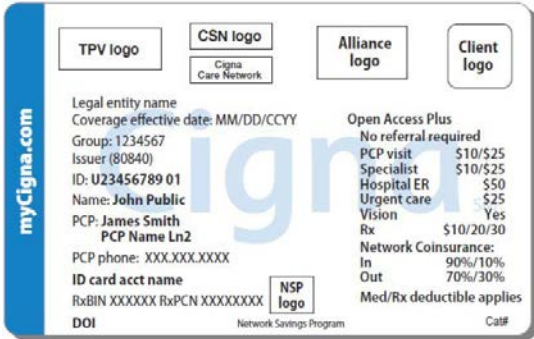 myCigna.com
TPV logo
CSN logo
Cigna
Care Network
Alliance
logo
Client
logo
Cigna
Legal entity name
Coverage effective date: MM/DD/CCYY
Group: 1234567
Issuer (80840)
ID: U23456789 01
Name: John Public
PCP: James Smith
PCP Name Ln2
PCP phone: XXX.XXX.XXXX
ID card acct name
RxBIN XXXXXX RxPCN XXXXXXXX
NSP
logo
DOI
Network Savings Program
Open Access Plus
No referral required
PCP visit $10/$25
Specialist $10/$25
Hospital ER $50
Urgent care $25
Vision Yes
Rx $10/20/30
Network Coinsurance:
In 90%/10%
Out 70%/30%
Med/Rx deductible applies
Cat#